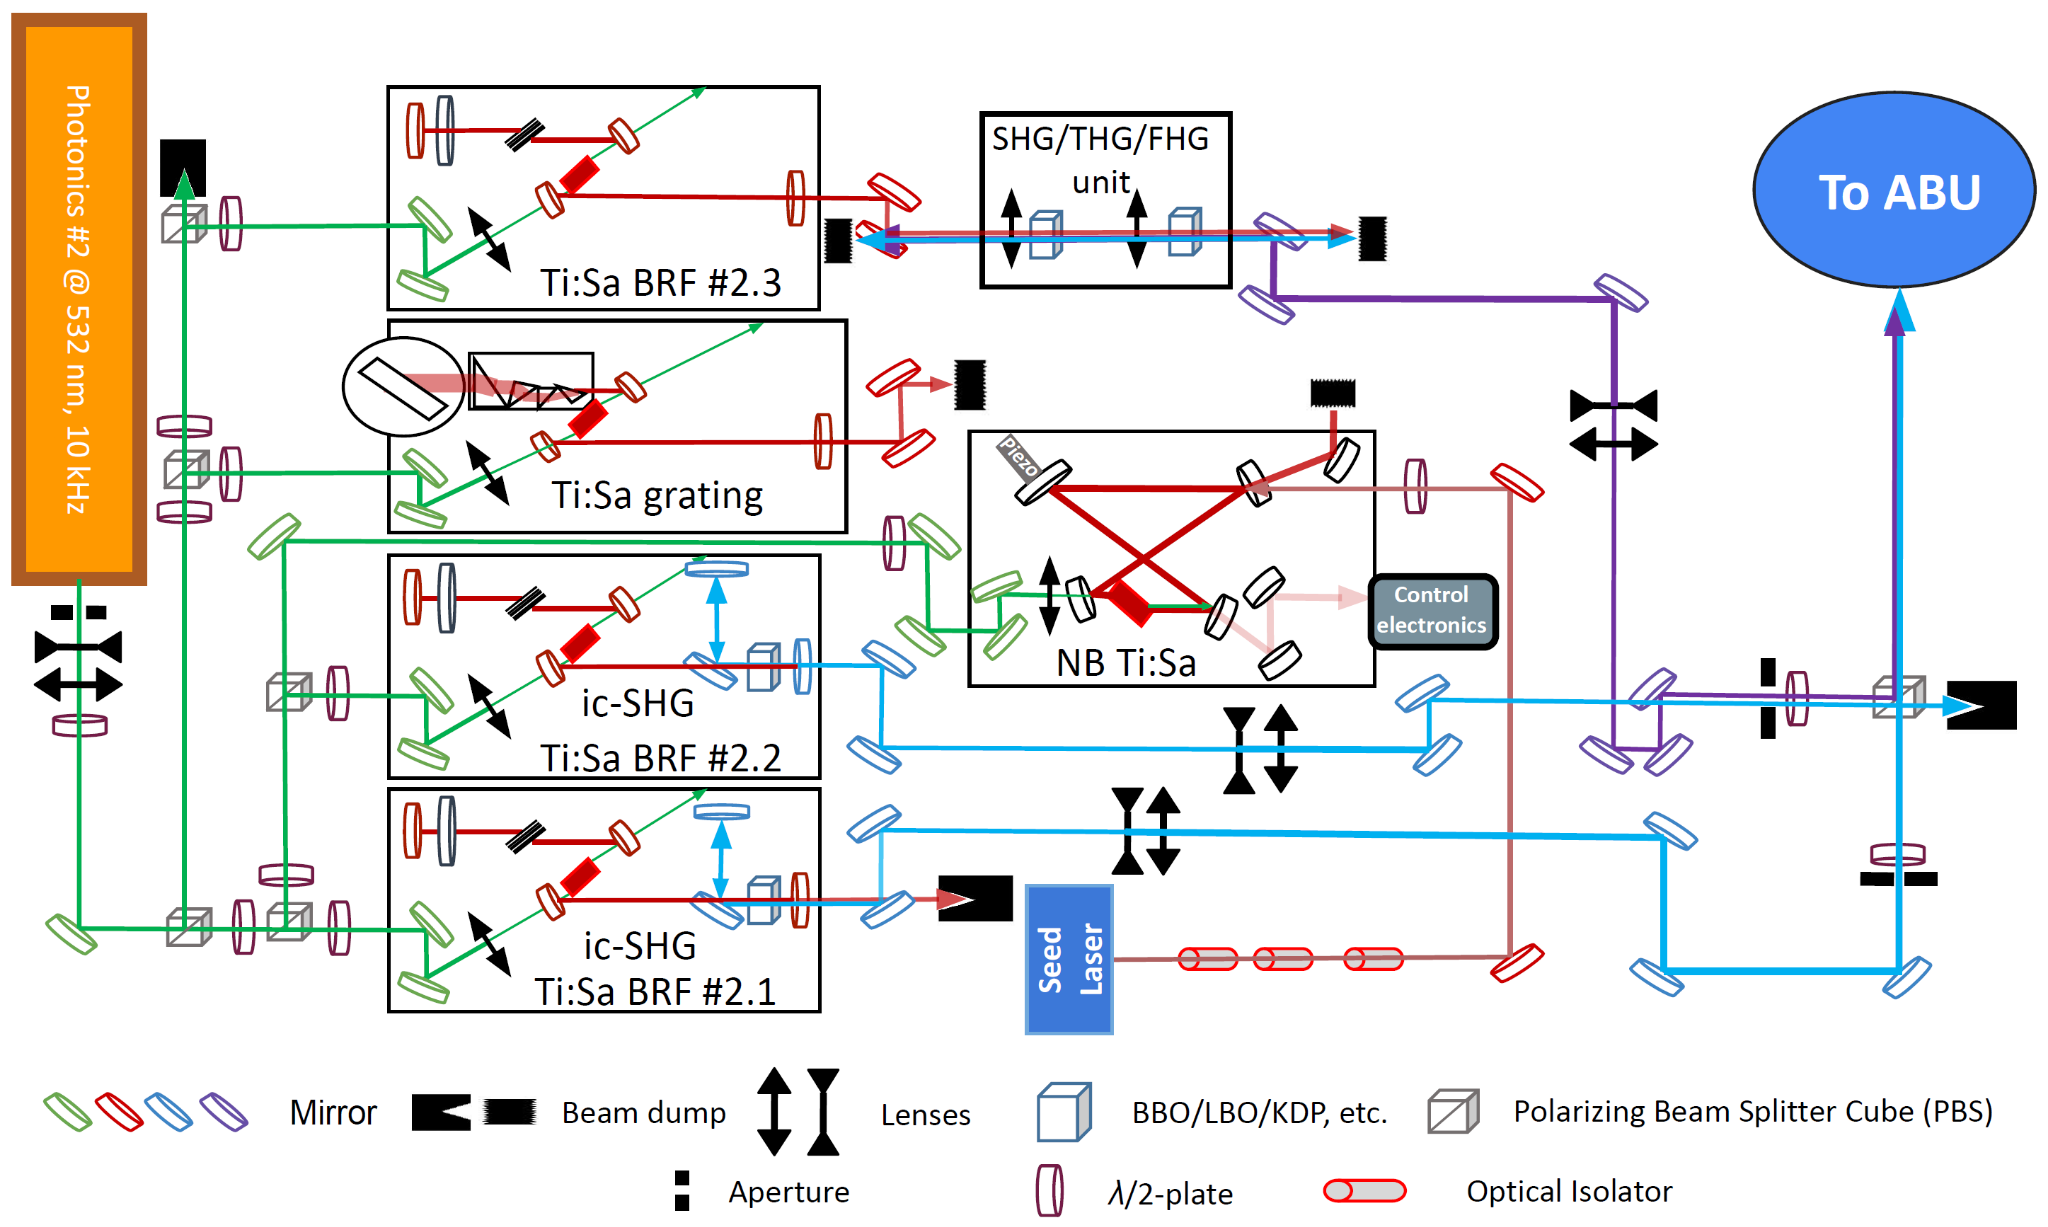 Photonics #2 @ 532 nm, 10 kHz
Ti:Sa BRF #2.3
SHG/THG/FHG
unit
To ABU
Ti:Sa grating
Piezo
NB Ti:Sa
Control
electronics
ic-SHG
Ti:Sa BRF #2.2
ic-SHG
Ti:Sa BRF #2.1
Seed
Laser
Mirror
Beam dump
Lenses
BBO/LBO/KDP, etc.
Polarizing Beam Splitter Cube (PBS)
Aperture
λ/2-plate
Optical Isolator